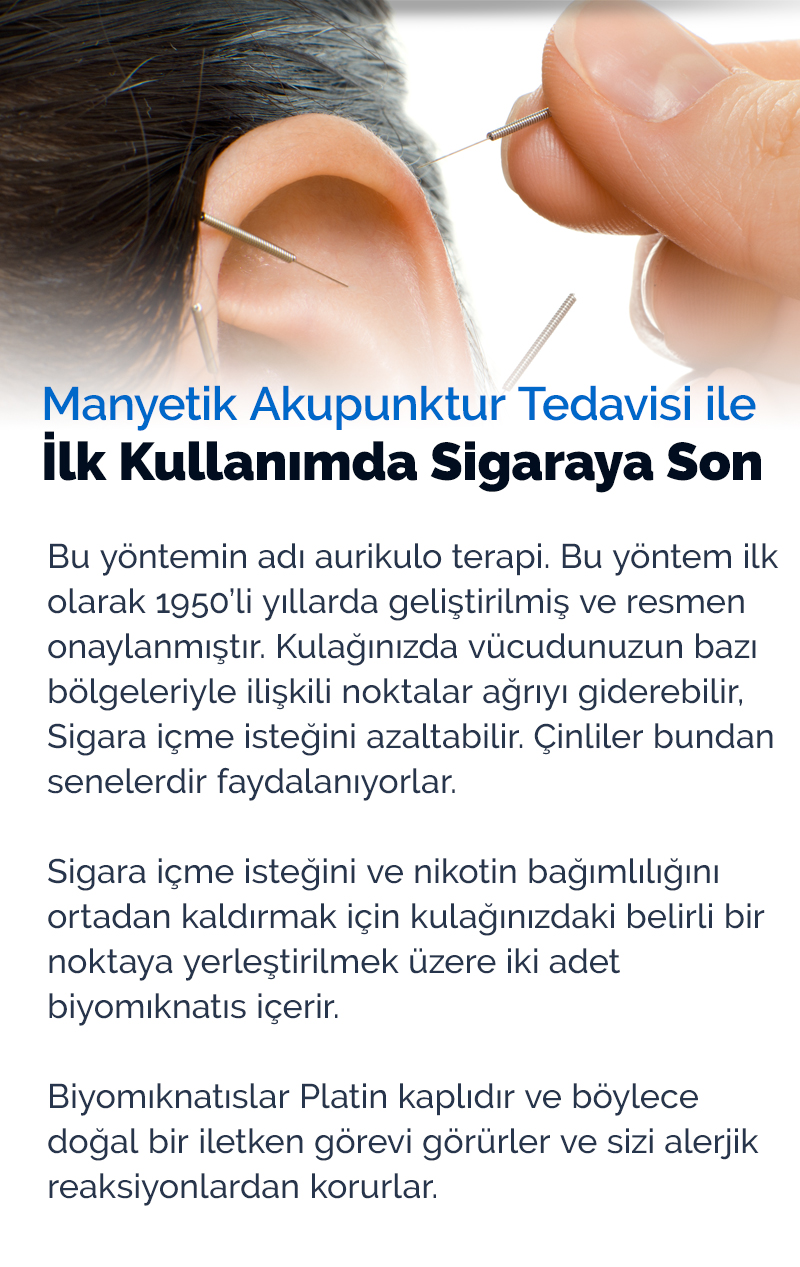 Manyetik Akupunktur Tedavisi ile
İlk Kullanımda Sigaraya Son
Bu yöntemin adı aurikulo terapi. Bu yöntem ilk
olarak 1950’li yıllarda geliştirilmiş ve resmen
onaylanmıştır. Kulağınızda vücudunuzun bazı
bölgeleriyle ilişkili noktalar ağrıyı giderebilir,
Sigara içme isteğini azaltabilir. Çinliler bundan
senelerdir faydalanıyorlar.
Sigara içme isteğini ve nikotin bağımlılığını
ortadan kaldırmak için kulağınızdaki belirli bir
noktaya yerleştirilmek üzere iki adet
biyomıknatıs içerir.
Biyomıknatıslar Platin kaplıdır ve böylece
doğal bir iletken görevi görürler ve sizi alerjik
reaksiyonlardan korurlar.